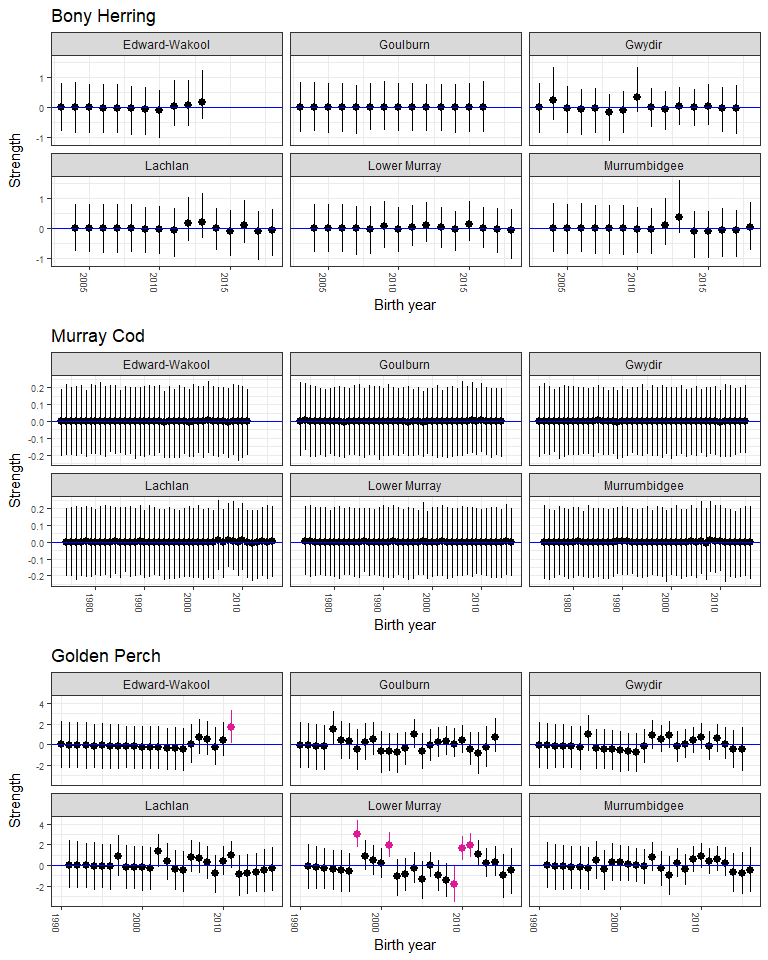 Bony Herring
Edward-Wakool Goulburn Gwydir
1
0
-1
Lachlan Lower Murray Murrumbidgee
1
0
-1
Strength
2005 2010 2015 2005 2010 2015 2005 2010 2015
Birth year
Murray Cod
Edward-Wakool Goulburn Gwydir
0.2
0.1
0.0
-0.1
-0.2
Lachlan Lower Murray Murrumbidgee
0.2
0.1
0.0
-0.1
-0.2
Strength
1980 1990 2000 2010 1980 1990 2000 2010 1980 1990 2000 2010
Birth year
Golden Perch
Edward-Wakool Goulburn Gwydir
4
2
0
-2
Lachlan Lower Murray Murrumbidgee
4
2
0
-2
Strength
1990 2000 2010 1990 2000 2010 1990 2000 2010
Birth year